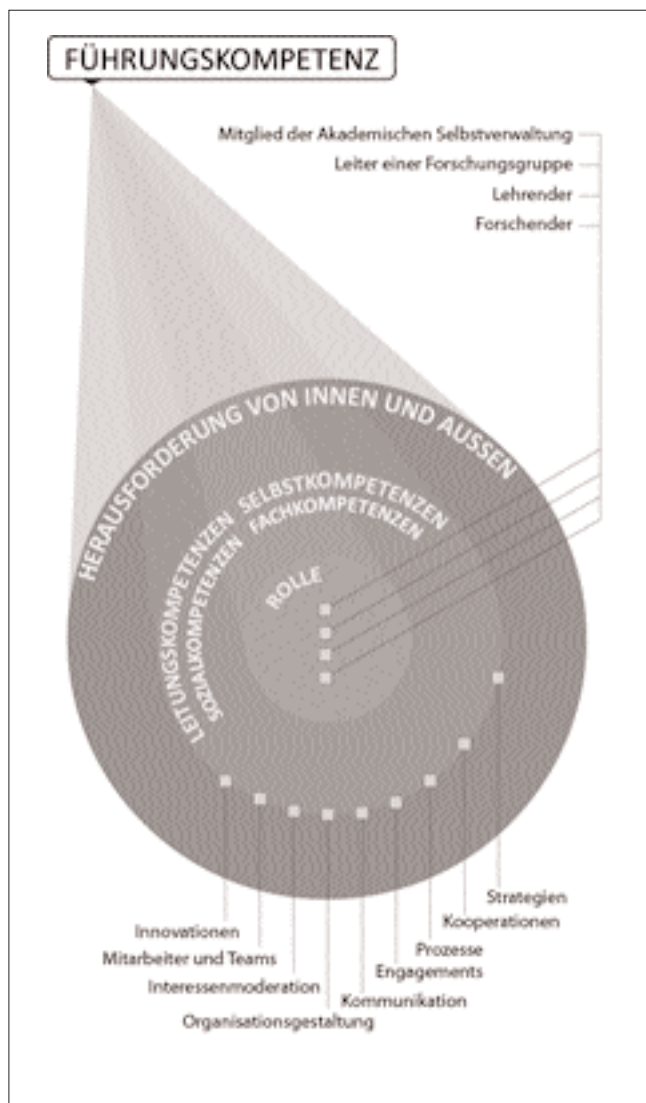 FÜHRUNGSKOMPETENZ
Mitglied der Akademischen Selbstverwaltung
Leiter einer Forschungsgruppe
Lehrender
Forschender
HERAUSFORDERUNG VON INNEN UND AUSSEN
LEITUNGSKOMPETENZEN SELBSTKOMPETENZEN
SOZIALKOMPETENZEN FACHKOMPETENZEN
ROLLE
Strategien
Kooperationen
Innovationen
Prozesse
Mitarbeiter und Teams
Engagements
Interessenmoderation
Kommunikation
Organisationsgestaltung